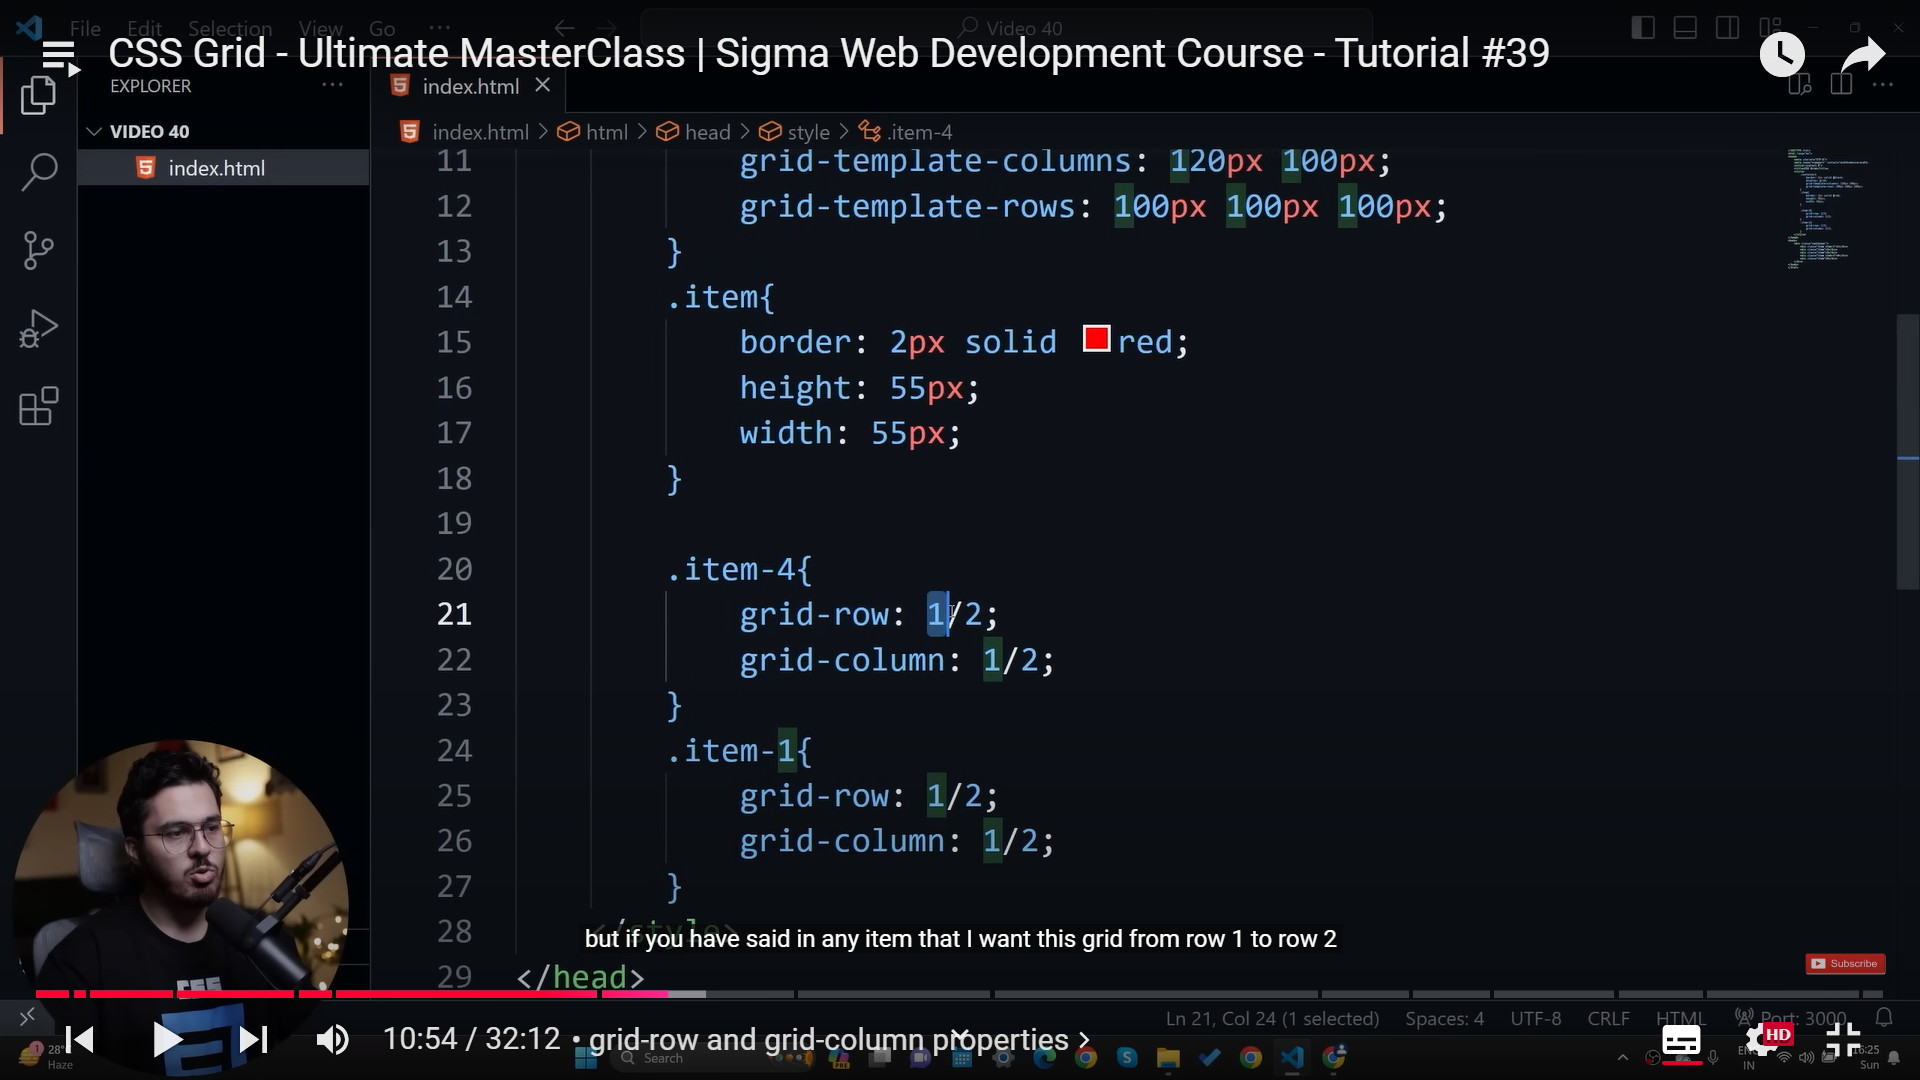 File Edit Selection View Go ···
Video 40
CSS Grid - Ultimate MasterClass | Sigma Web Development Course - Tutorial #39
EXPLORER ···
index.html
VIDEO 40
index.html
index.html > html > head > style > .item-4
11 grid-template-columns: 120px 100px;
12 grid-template-rows: 100px 100px 100px;
13 }
14 .item{
15 border: 2px solid red;
16 height: 55px;
17 width: 55px;
18 }
19
20 .item-4{
21 grid-row: 1/2;
22 grid-column: 1/2;
23 }
24 .item-1{
25 grid-row: 1/2;
26 grid-column: 1/2;
27 }
28 </style>
but if you have said in any item that I want this grid from row 1 to row 2
29 </head>
Subscribe
CSS
Ln 21, Col 24 (1 selected) Spaces: 4 UTF-8 CRLF HTML Port: 3000
10:54 / 32:12 • grid-row and grid-column properties >
HD
1
28°
Haze
Search
PRE
IN
16:25
Sun